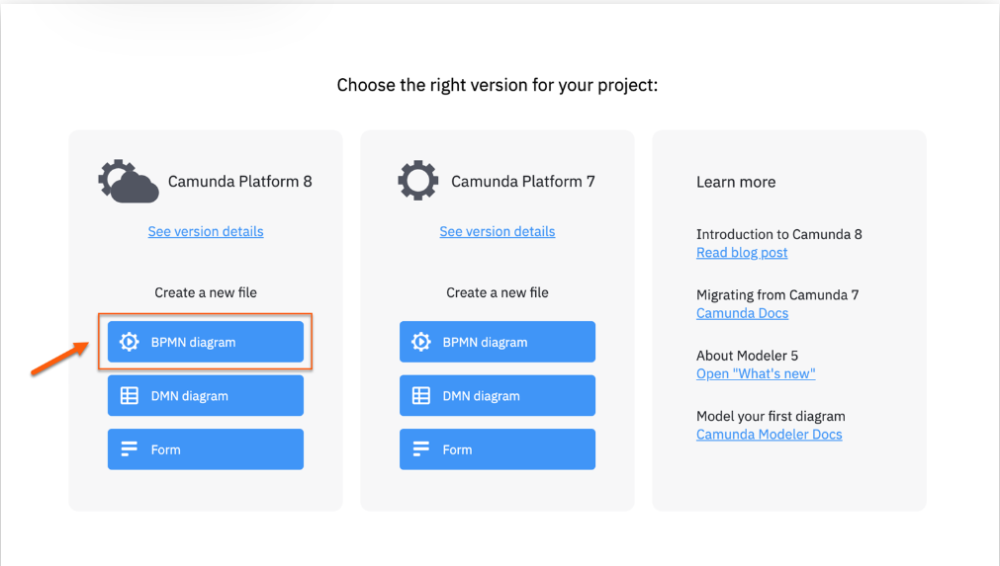 Choose the right version for your project:
Camunda Platform 8
See version details
Create a new file
BPMN diagram
DMN diagram
Form
Camunda Platform 7
See version details
Create a new file
BPMN diagram
DMN diagram
Form
Learn more
Introduction to Camunda 8
Read blog post
Migrating from Camunda 7
Camunda Docs
About Modeler 5
Open "What's new"
Model your first diagram
Camunda Modeler Docs